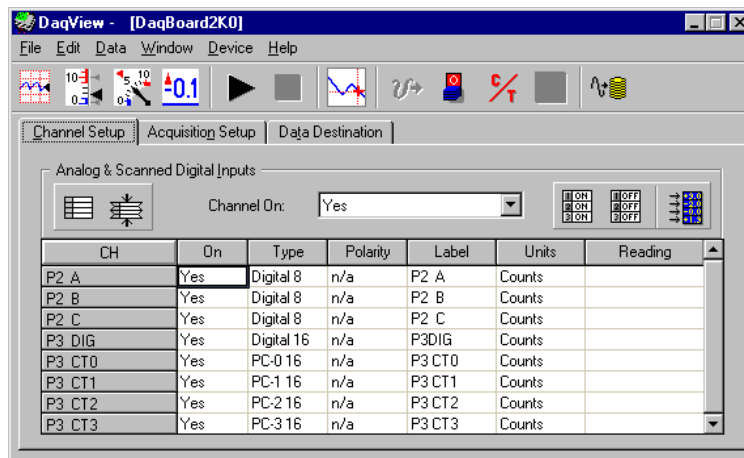 DaqView - [DaqBoard2K0]
File Edit Data Window Device Help
10 0.5 5 10 0 ±0.1 C/T
Channel Setup Acquisition Setup Data Destination
Analog & Scanned Digital Inputs
Channel On: Yes
1 ON 2 ON 3 ON 1 OFF 2 OFF 3 OFF
CH On Type Polarity Label Units Reading
P2 A Yes Digital 8 n/a P2 A Counts
P2 B Yes Digital 8 n/a P2 B Counts
P2 C Yes Digital 8 n/a P2 C Counts
P3 DIG Yes Digital 16 n/a P3DIG Counts
P3 CT0 Yes PC-0 16 n/a P3 CT0 Counts
P3 CT1 Yes PC-1 16 n/a P3 CT1 Counts
P3 CT2 Yes PC-2 16 n/a P3 CT2 Counts
P3 CT3 Yes PC-3 16 n/a P3 CT3 Counts